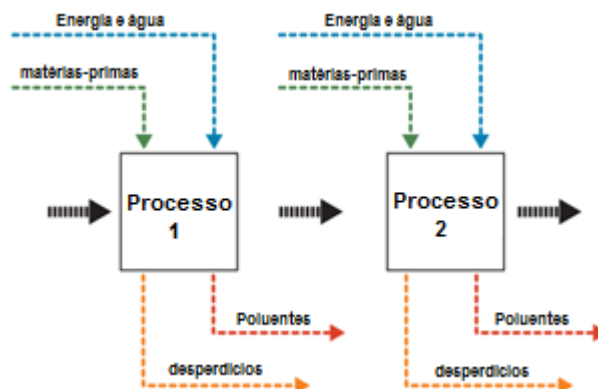 Energia e água
matérias-primas
Processo
1
Poluentes
desperdícios
Energia e água
matérias-primas
Processo
2
Poluentes
desperdícios